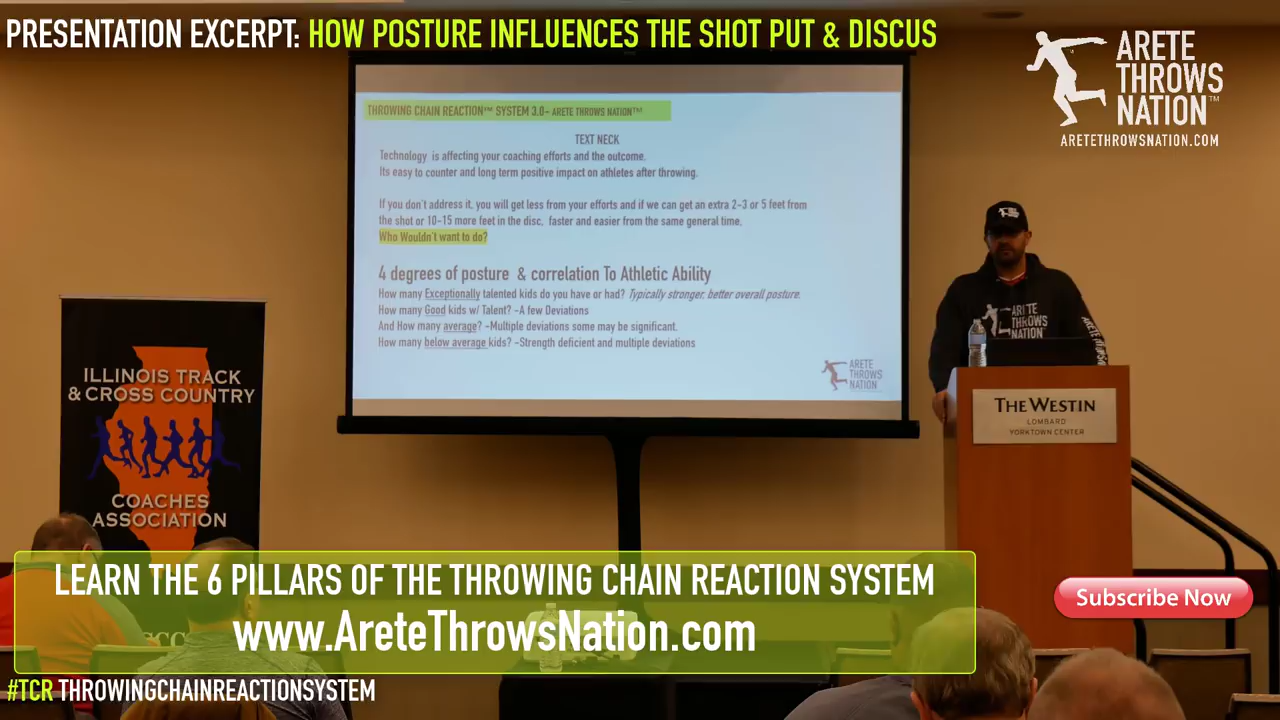 PRESENTATION EXCERPT: HOW POSTURE INFLUENCES THE SHOT PUT & DISCUS
ARETE
THROWS
NATION™
ARETETHROWSNATION.COM
THROWING CHAIN REACTION™ SYSTEM 3.0- ARETE THROWS NATION™
TEXT NECK
Technology is affecting your coaching efforts and the outcome.
Its easy to counter and long term positive impact on athletes after throwing.
If you don't address it, you will get less from your efforts and if we can get an extra 2-3 or 5 feet from
the shot or 10-15 more feet in the disc, faster and easier from the same general time.
Who Wouldn't want to do?
4 degrees of posture & correlation To Athletic Ability
How many Exceptionally talented kids do you have or had? Typically stronger, better overall posture.
How many Good kids w/ Talent? -A few Deviations
And How many average? -Multiple deviations some may be significant.
How many below average kids? -Strength deficient and multiple deviations
ARETE
THROWS
NATION
ARETE
THROWS
NATION
THE WESTIN
LOMBARD
YORKTOWN CENTER
ILLINOIS TRACK
& CROSS COUNTRY
COACHES
ASSOCIATION
LEARN THE 6 PILLARS OF THE THROWING CHAIN REACTION SYSTEM
www.AreteThrowsNation.com
Subscribe Now
#TCR THROWINGCHAINREACTIONSYSTEM